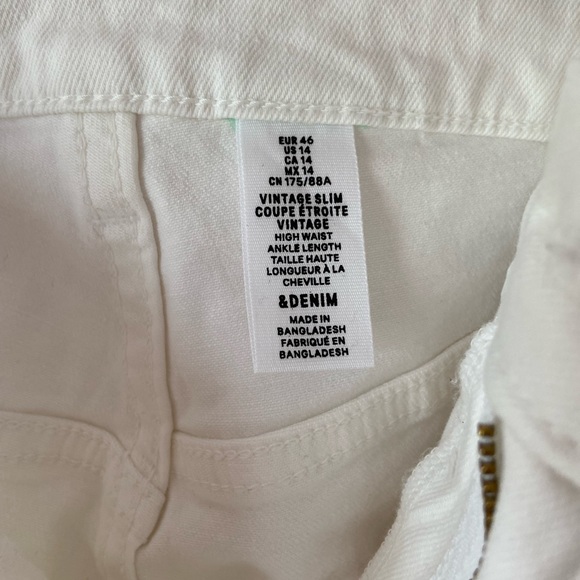 EUR 46
US 14
CA 14
MX 14
CN 175/88A
VINTAGE SLIM
COUPE ÉTROITE
VINTAGE
HIGH WAIST
ANKLE LENGTH
TAILLE HAUTE
LONGUEUR À LA
CHEVILLE
&DENIM
MADE IN
BANGLADESH
FABRIQUÉ EN
BANGLADESH